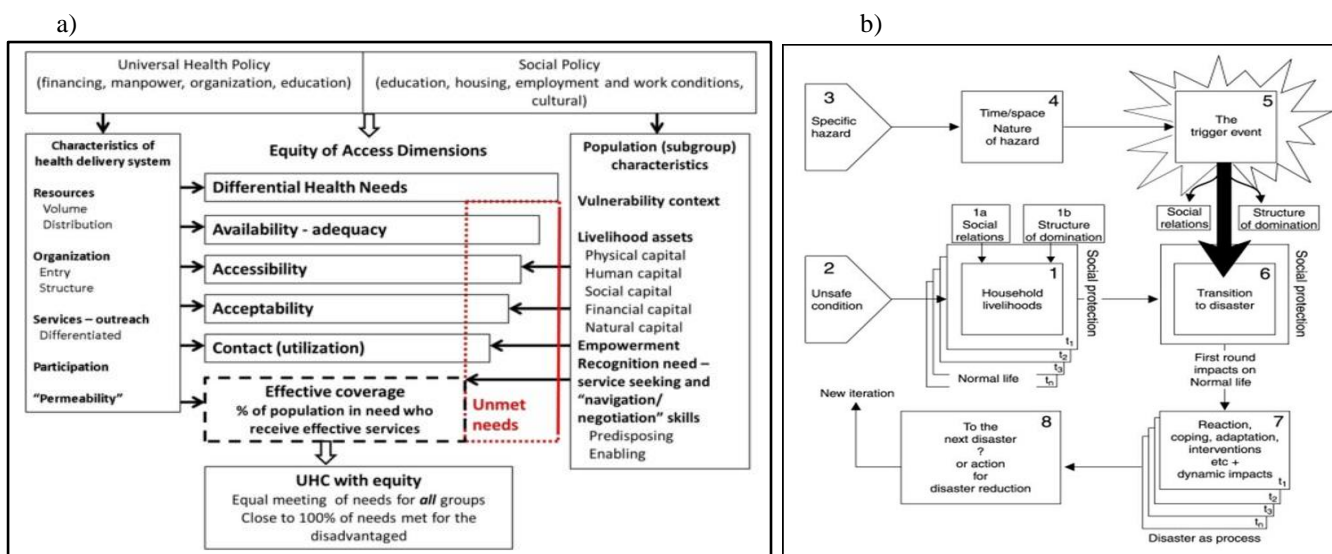 a)
Universal Health Policy
(financing, manpower, organization, education)
Social Policy
(education, housing, employment and work conditions,
cultural)
Characteristics of
health delivery system
Resources
Volume
Distribution
Organization
Entry
Structure
Services – outreach
Differentiated
Participation
“Permeability”
Equity of Access Dimensions
Differential Health Needs
Availability - adequacy
Accessibility
Acceptability
Contact (utilization)
Effective coverage
% of population in need who
receive effective services
Unmet
needs
UHC with equity
Equal meeting of needs for all groups
Close to 100% of needs met for the
disadvantaged
Population (subgroup)
characteristics
Vulnerability context
Livelihood assets
Physical capital
Human capital
Social capital
Financial capital
Natural capital
Empowerment
Recognition need –
service seeking and
“navigation/
negotiation” skills
Predisposing
Enabling
b)
3
Specific
hazard
4
Time/space
Nature
of hazard
5
The
trigger event
Social
relations
Structure
of domination
2
Unsafe
condition
1a
Social
relations
1b
Structure
of domination
1
Household
livelihoods
Social protection
t1
t2
t3
tn
Normal life
6
Transition
to disaster
Social protection
First round
impacts on
Normal life
7
Reaction,
coping, adaptation,
interventions
etc +
dynamic impacts
t1
t2
t3
tn
Disaster as process
8
To the
next disaster
?
or action
for
disaster reduction
New iteration